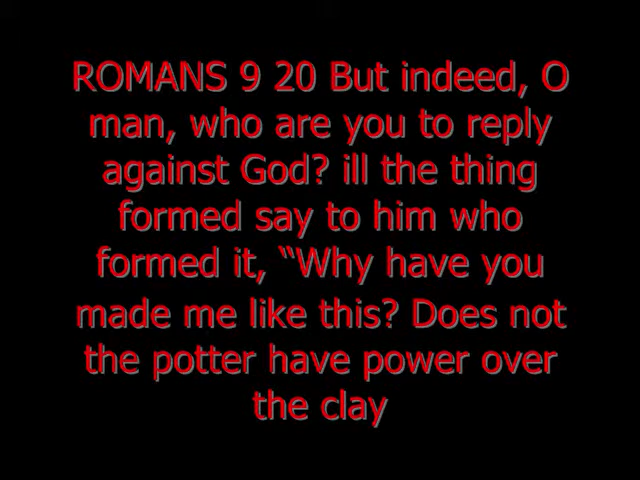 ROMANS 9 20 But indeed, O
man, who are you to reply
against God? ill the thing
formed say to him who
formed it, “Why have you
made me like this? Does not
the potter have power over
the clay